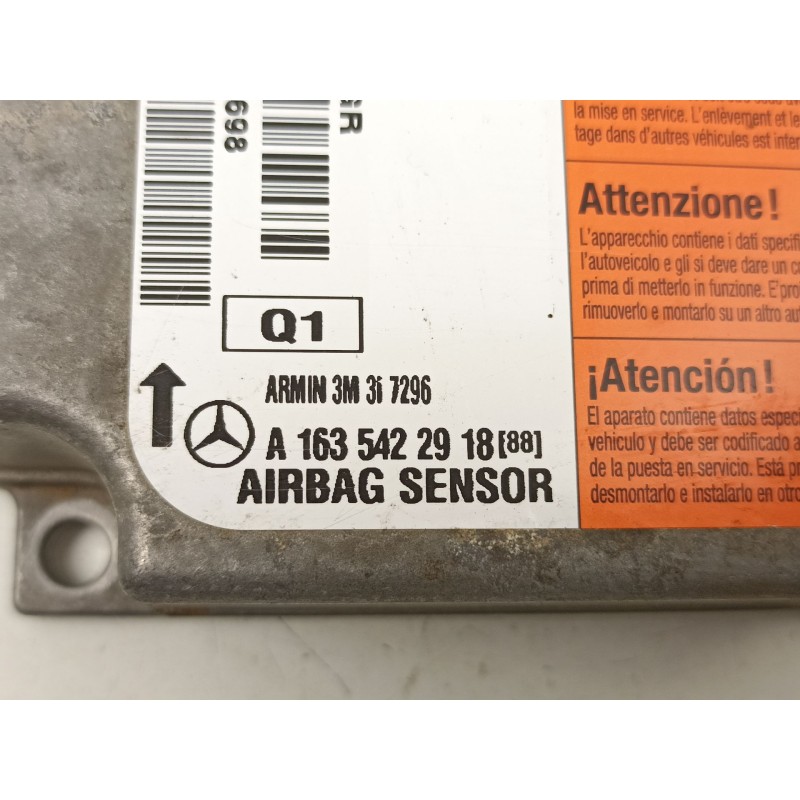 698
GR
Q1
ARMIN 3M 7296
A 163 542 29 18 [88]
AIRBAG SENSOR
la mise en service. L'enlèvement et le
tage dans d'autres véhicules est inter
Attenzione!
L'apparecchio contiene i dati specifi
l'autoveicolo e gli si deve dare un c
prima di metterlo in funzione. E'pro
rimuoverlo e montarlo su un altro au
¡Atención!
El aparato contiene datos espec
vehículo y debe ser codificado a
de la puesta en servicio. Está pr
desmontarlo e instalarlo en otro